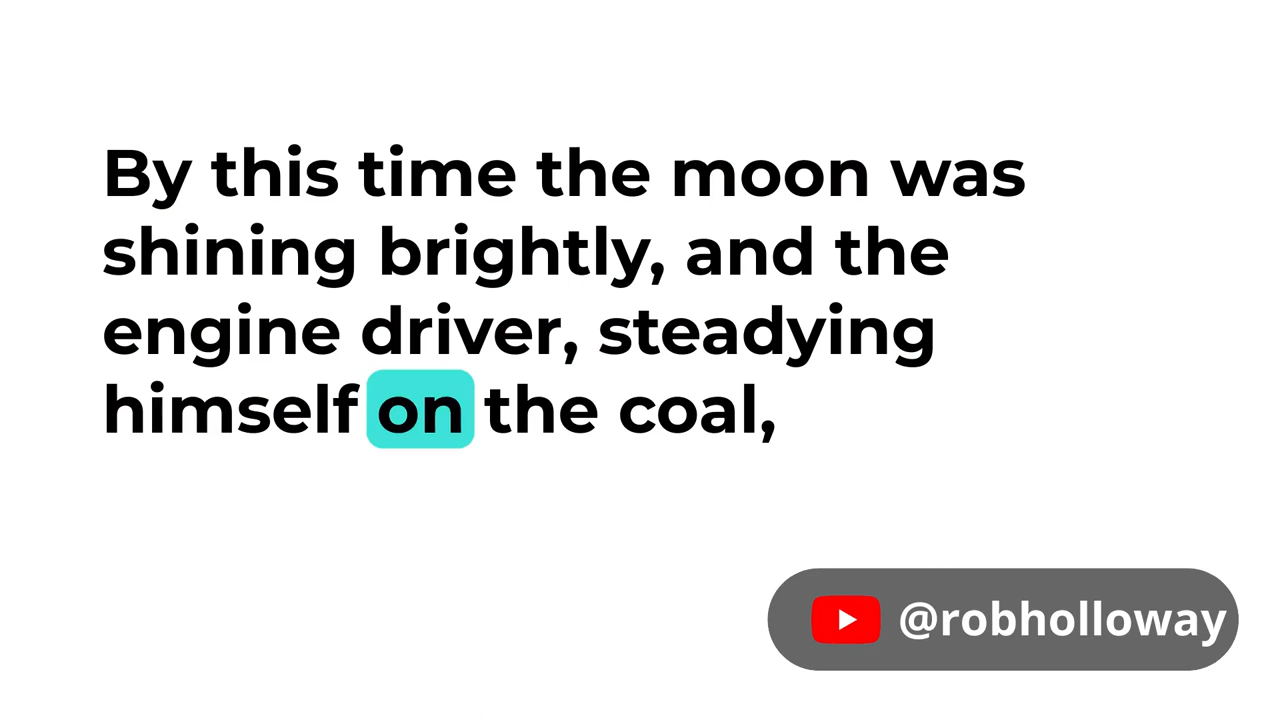 By this time the moon was
shining brightly, and the
engine driver, steadying
himself on the coal,
@robholloway